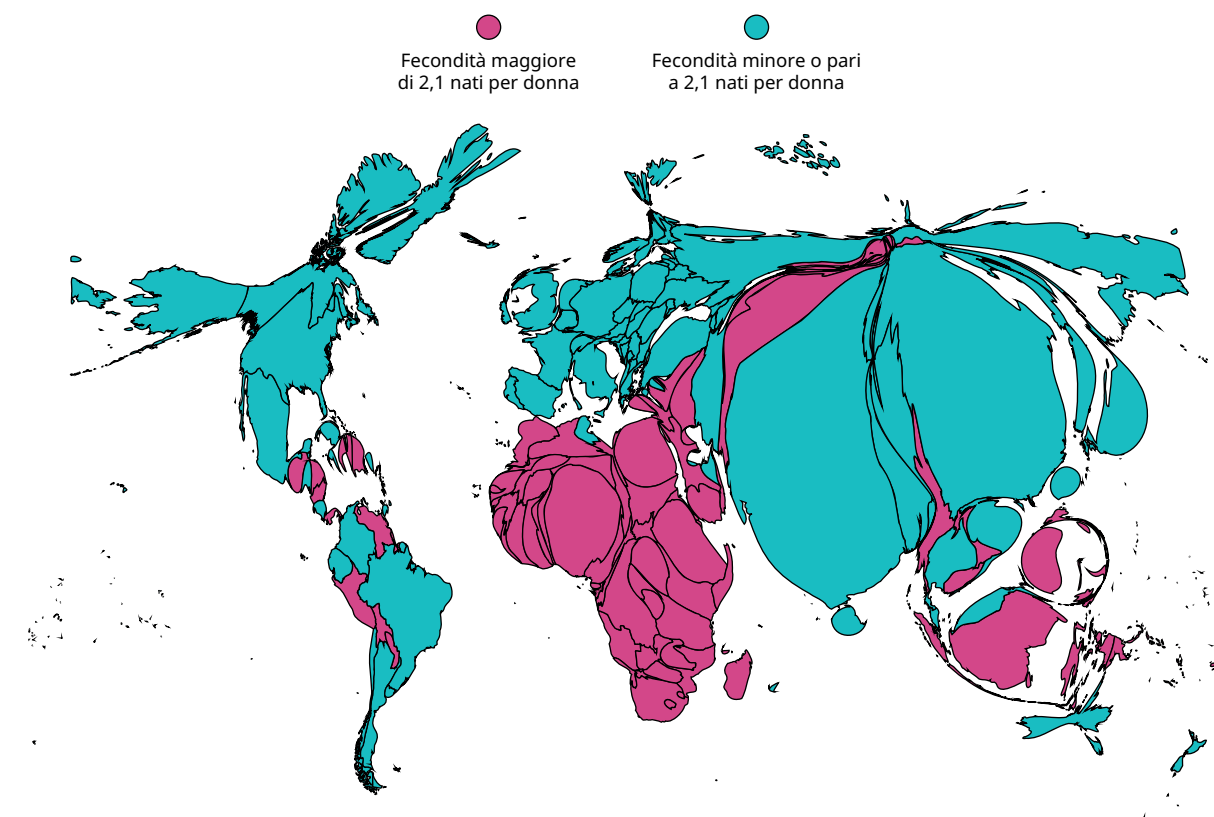 Fecondità maggiore
di 2,1 nati per donna
Fecondità minore o pari
a 2,1 nati per donna